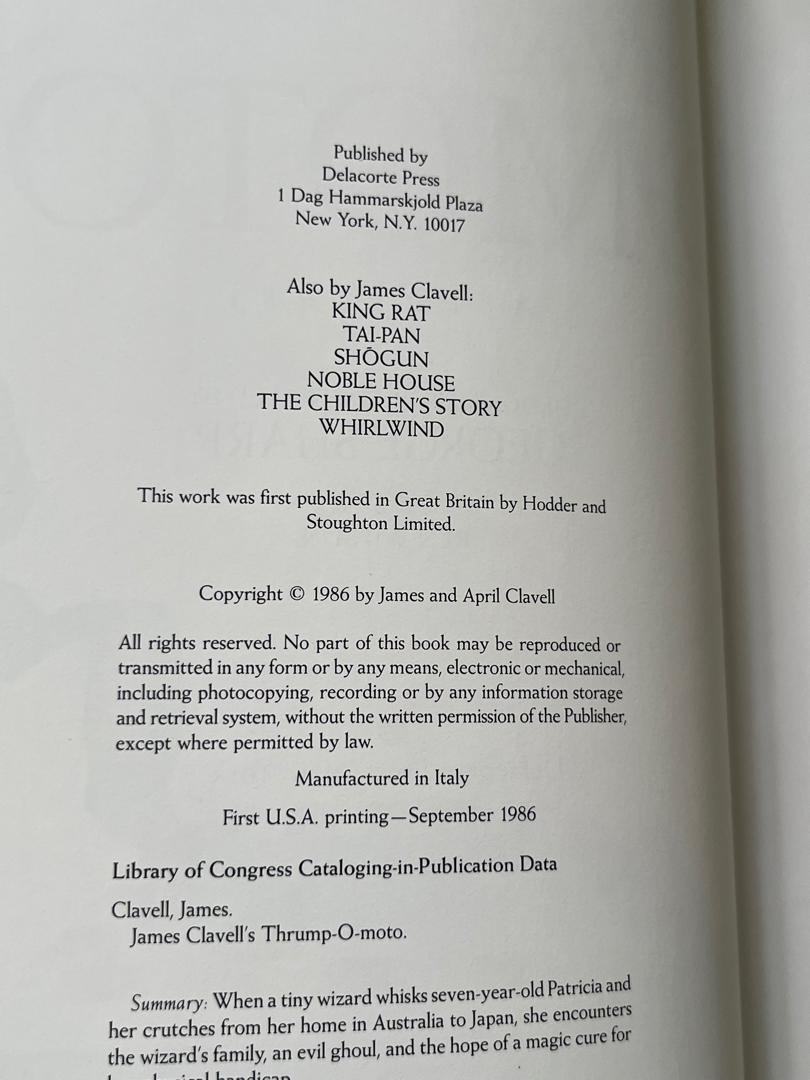 Published by
Delacorte Press
1 Dag Hammarskjold Plaza
New York, N.Y. 10017
Also by James Clavell:
KING RAT
TAI-PAN
SHŌGUN
NOBLE HOUSE
THE CHILDREN'S STORY
WHIRLWIND
This work was first published in Great Britain by Hodder and
Stoughton Limited.
Copyright © 1986 by James and April Clavell
All rights reserved. No part of this book may be reproduced or
transmitted in any form or by any means, electronic or mechanical,
including photocopying, recording or by any information storage
and retrieval system, without the written permission of the Publisher,
except where permitted by law.
Manufactured in Italy
First U.S.A. printing—September 1986
Library of Congress Cataloging-in-Publication Data
Clavell, James.
James Clavell's Thrump-O-moto.
Summary: When a tiny wizard whisks seven-year-old Patricia and
her crutches from her home in Australia to Japan, she encounters
the wizard's family, an evil ghoul, and the hope of a magic cure for